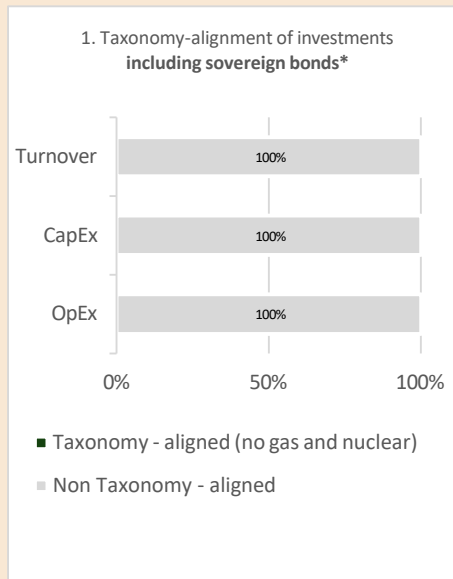 1. Taxonomy-alignment of investments
including sovereign bonds*
Turnover
100%
CapEx
100%
OpEx
100%
0%
50%
100%
Taxonomy - aligned (no gas and nuclear)
Non Taxonomy - aligned